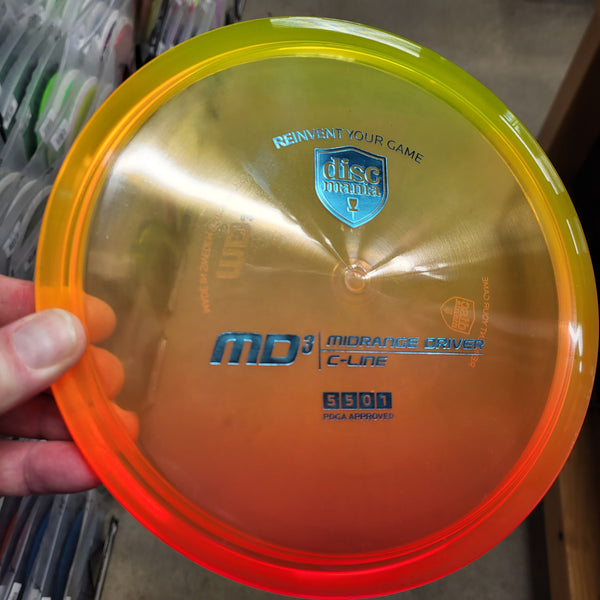 REINVENT YOUR GAME
disc
mania
MD3
MIDRANGE DRIVER
C-LINE
5 5 0 1
PDGA APPROVED